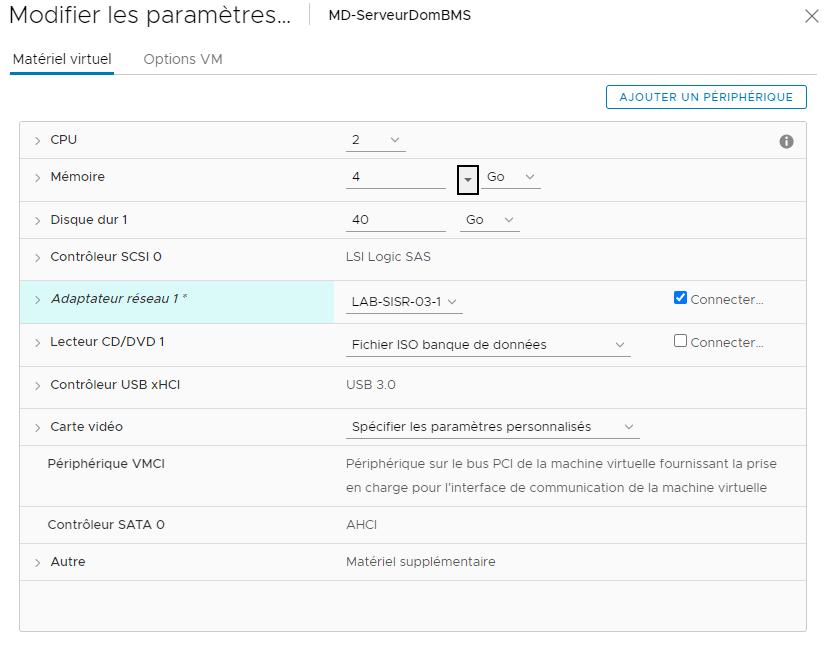 Modifier les paramètres... MD-ServeurDomBMS
Matériel virtuel Options VM
AJOUTER UN PÉRIPHÉRIQUE
CPU 2
Mémoire 4 Go
Disque dur 1 40 Go
Contrôleur SCSI 0 LSI Logic SAS
Adaptateur réseau 1 * LAB-SISR-03-1 Connecter...
Lecteur CD/DVD 1 Fichier ISO banque de données Connecter...
Contrôleur USB xHCI USB 3.0
Carte vidéo Spécifier les paramètres personnalisés
Périphérique VMCI Périphérique sur le bus PCI de la machine virtuelle fournissant la prise
en charge pour l'interface de communication de la machine virtuelle
Contrôleur SATA 0 AHCI
Autre Matériel supplémentaire